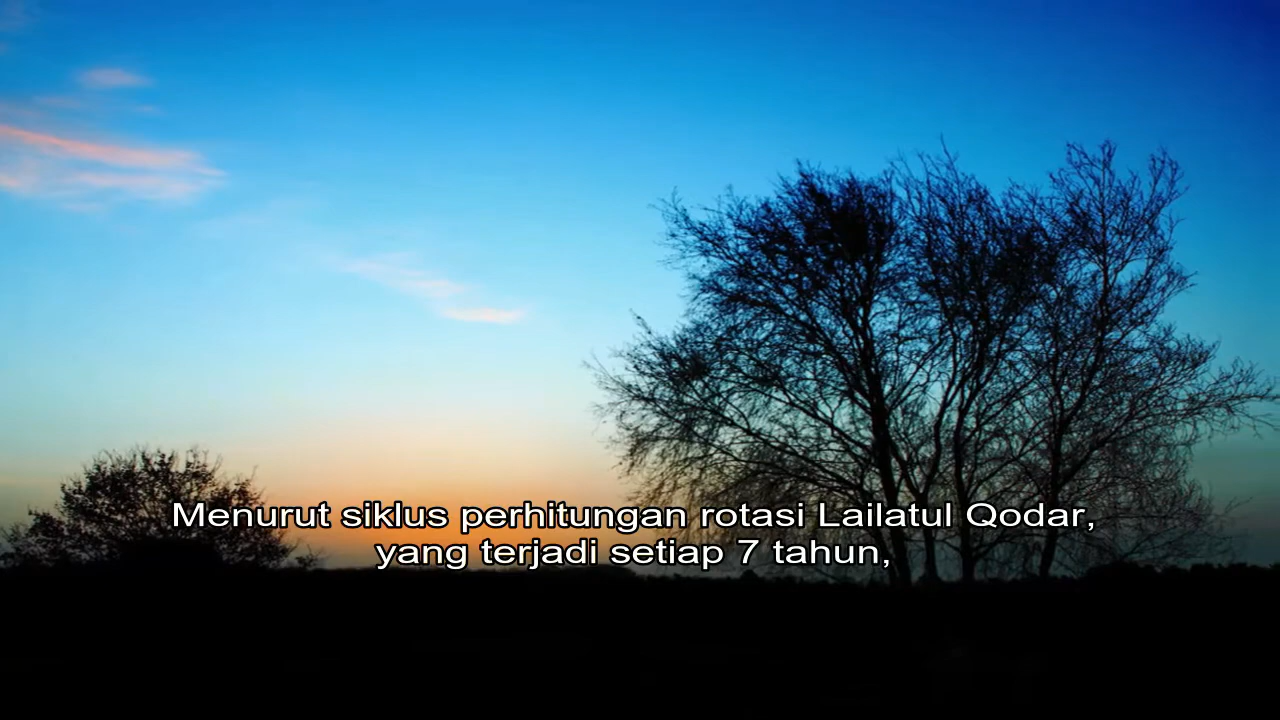 Menurut siklus perhitungan rotasi Lailatul Qodar,
yang terjadi setiap 7 tahun,